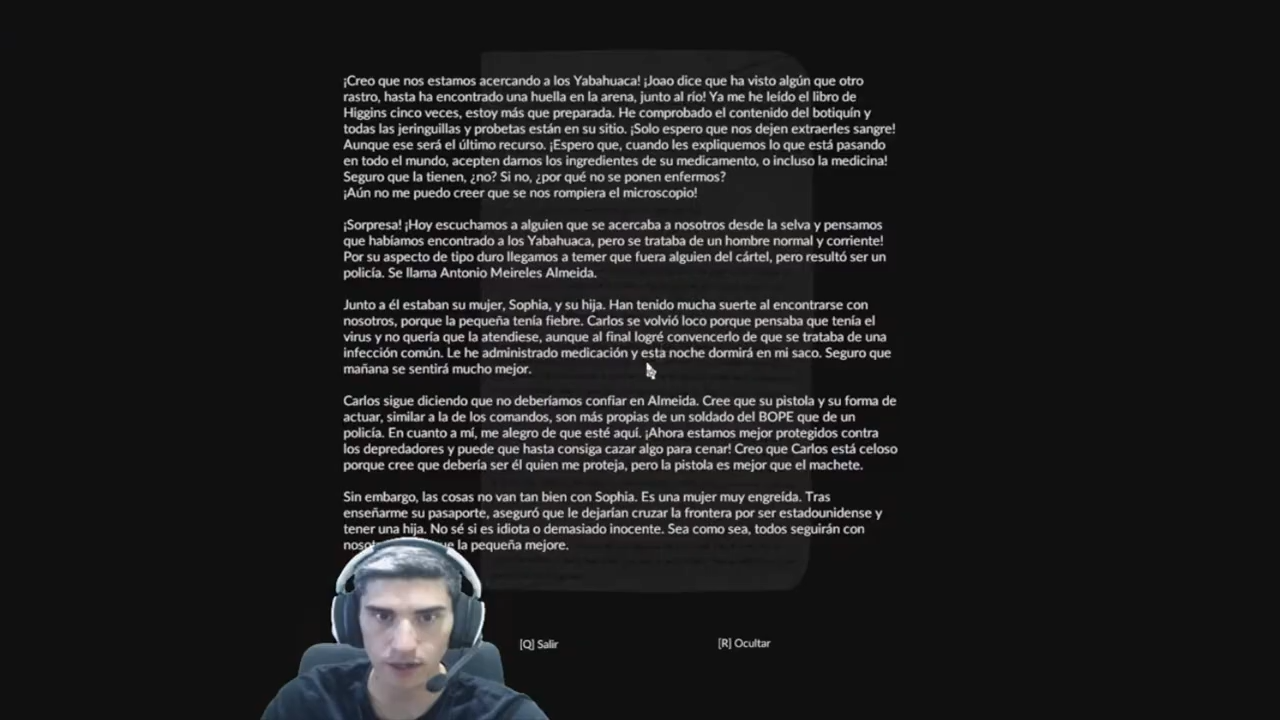 ¡Creo que nos estamos acercando a los Yabahuaca! ¡Joao dice que ha visto algún que otro
rastro, hasta ha encontrado una huella en la arena, junto al río! Ya me he leído el libro de
Higgins cinco veces, estoy más que preparada. He comprobado el contenido del botiquín y
todas las jeringuillas y probetas están en su sitio. ¡Solo espero que nos dejen extraerles sangre!
Aunque ese será el último recurso. ¡Espero que, cuando les expliquemos lo que está pasando
en todo el mundo, acepten darnos los ingredientes de su medicamento, o incluso la medicina!
Seguro que la tienen, ¿no? Si no, ¿por qué no se ponen enfermos?
¡Aún no me puedo creer que se nos rompiera el microscopio!
¡Sorpresa! ¡Hoy escuchamos a alguien que se acercaba a nosotros desde la selva y pensamos
que habíamos encontrado a los Yabahuaca, pero se trataba de un hombre normal y corriente!
Por su aspecto de tipo duro llegamos a temer que fuera alguien del cártel, pero resultó ser un
policía. Se llama Antonio Meireles Almeida.
Junto a él estaban su mujer, Sophia, y su hija. Han tenido mucha suerte al encontrarse con
nosotros, porque la pequeña tenía fiebre. Carlos se volvió loco porque pensaba que tenía el
virus y no quería que la atendiese, aunque al final logré convencerlo de que se trataba de una
infección común. Le he administrado medicación y esta noche dormirá en mi saco. Seguro que
mañana se sentirá mucho mejor.
Carlos sigue diciendo que no deberíamos confiar en Almeida. Cree que su pistola y su forma de
actuar, similar a la de los comandos, son más propias de un soldado del BOPE que de un
policía. En cuanto a mí, me alegro de que esté aquí. ¡Ahora estamos mejor protegidos contra
los depredadores y puede que hasta consiga cazar algo para cenar! Creo que Carlos está celoso
porque cree que debería ser él quien me proteja, pero la pistola es mejor que el machete.
Sin embargo, las cosas no van tan bien con Sophia. Es una mujer muy engreída. Tras
enseñarme su pasaporte, aseguró que le dejarían cruzar la frontera por ser estadounidense y
tener una hija. No sé si es idiota o demasiado inocente. Sea como sea, todos seguirán con
la pequeña mejore.
[Q] Salir
[R] Ocultar